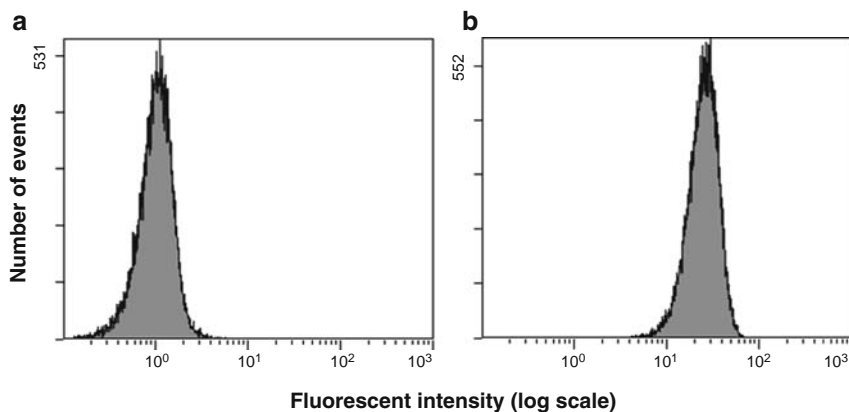 a
b
531
552
Number of events
10⁰ 10¹ 10² 10³
10⁰ 10¹ 10² 10³
Fluorescent intensity (log scale)